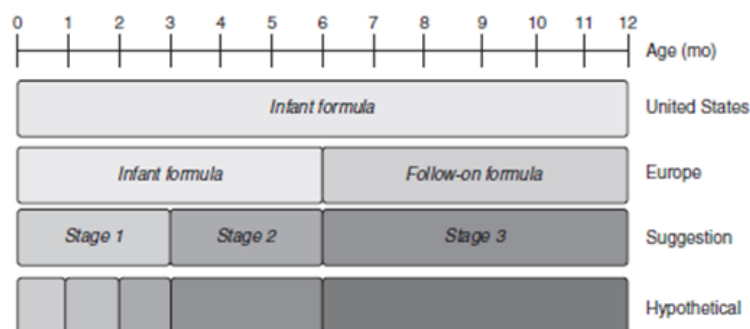 0 1 2 3 4 5 6 7 8 9 10 11 12
Age (mo)
Infant formula United States
Infant formula Follow-on formula Europe
Stage 1 Stage 2 Stage 3 Suggestion
Hypothetical